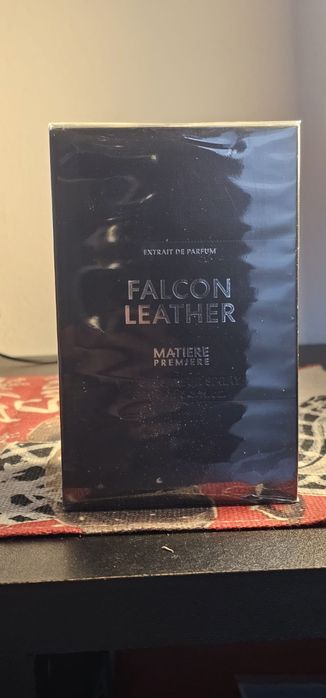 EXTRAIT DE PARFUM
FALCON
LEATHER
MATIERE
PREMIERE